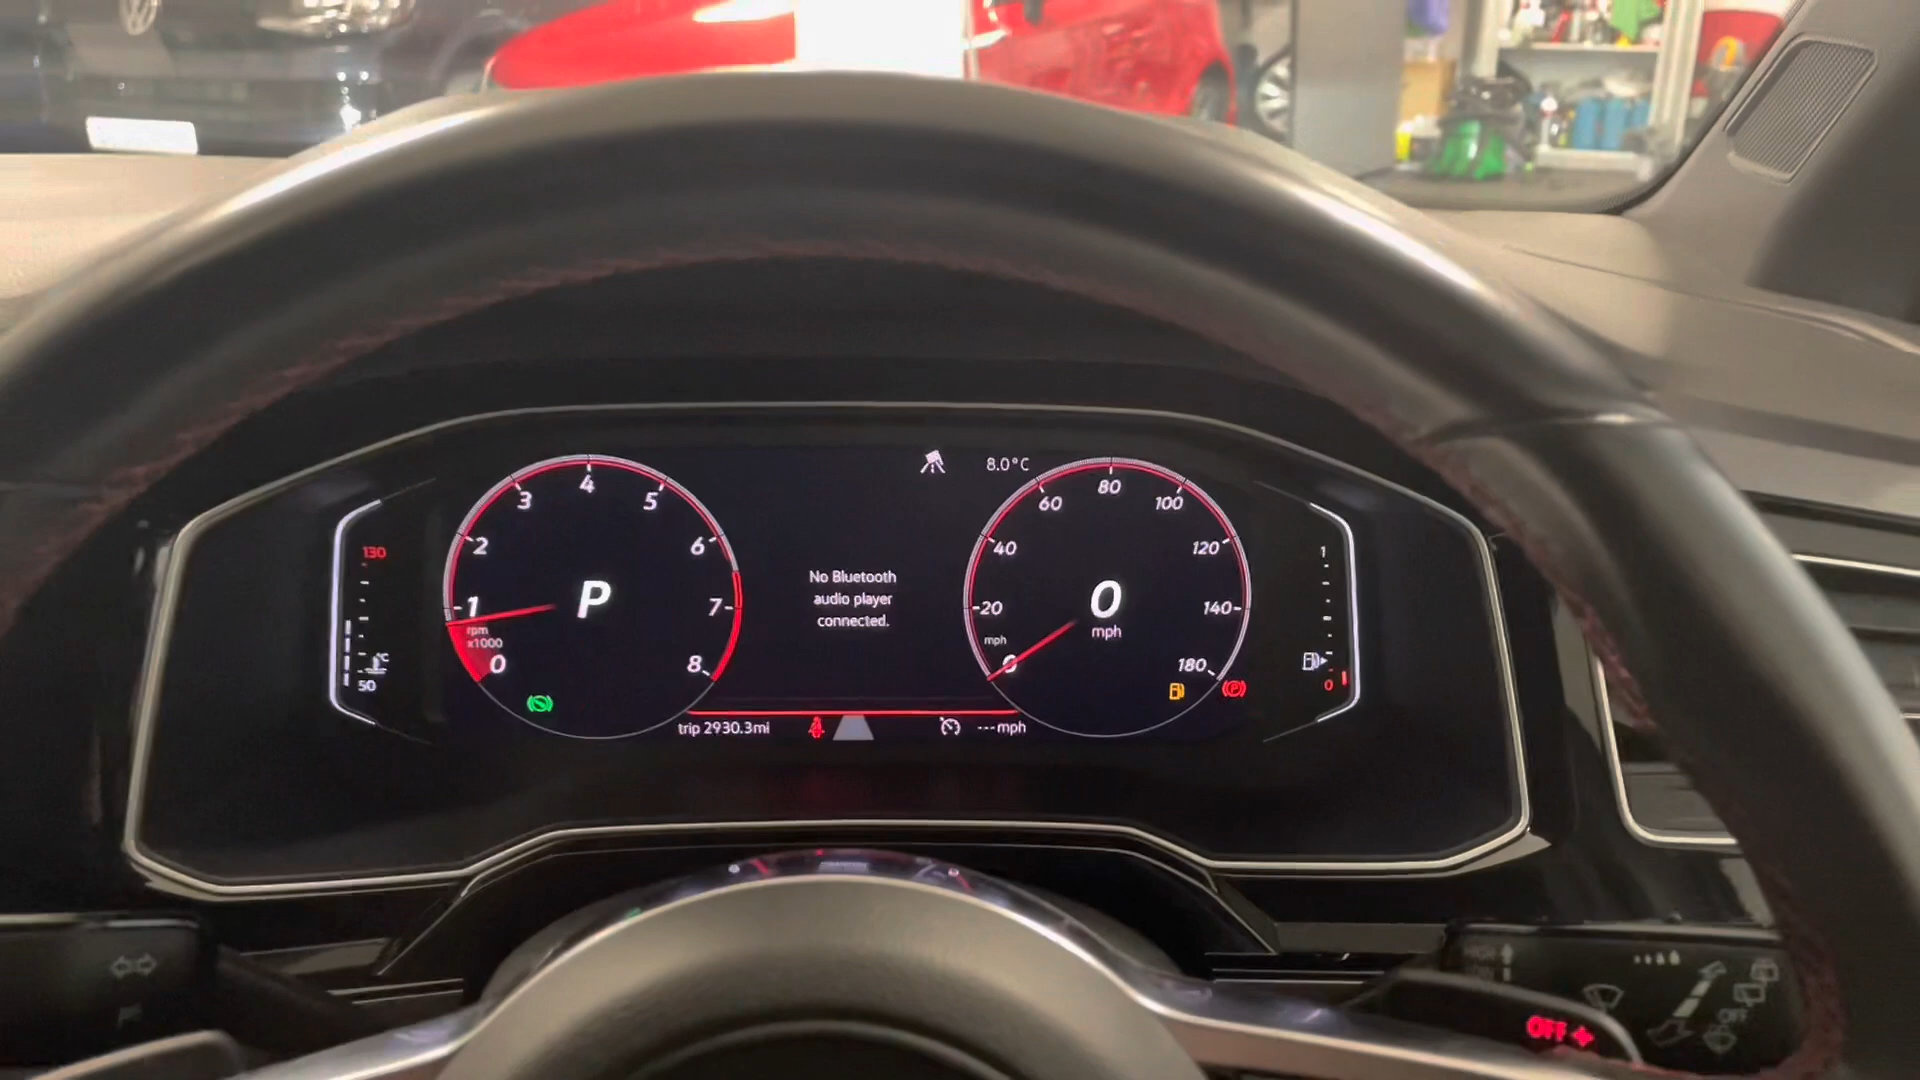 8.0°C
130
50
°C
0
1
2
3
4
5
6
7
8
rpm
x1000
P
No Bluetooth
audio player
connected.
0
20
40
60
80
100
120
140
180
mph
0
mph
1
0
trip 2930.3mi
--- mph
OFF
OFF